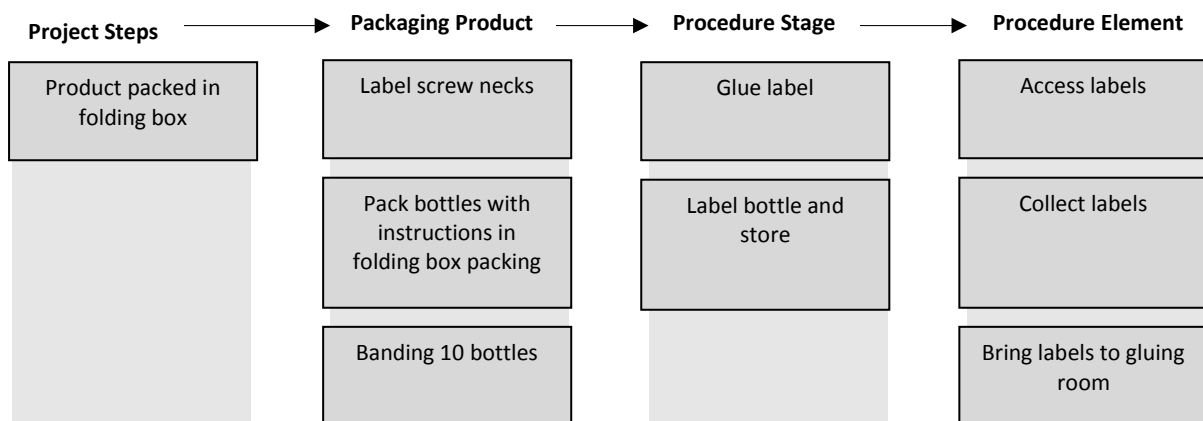 Project Steps
Packaging Product
Procedure Stage
Procedure Element
Product packed in
folding box
Label screw necks
Glue label
Access labels
Pack bottles with
instructions in
folding box packing
Label bottle and
store
Collect labels
Banding 10 bottles
Bring labels to gluing
room